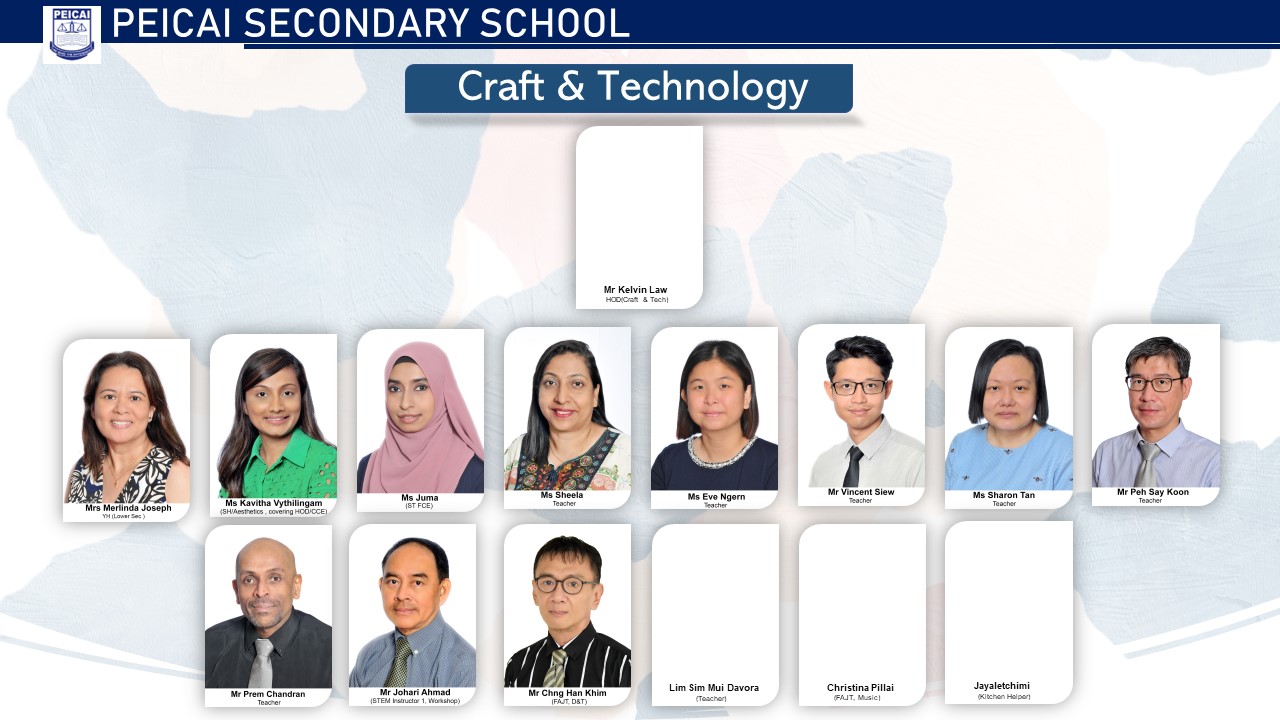 PEICAI
PEICAI SECONDARY SCHOOL
Craft & Technology
Mr Kelvin Law
HOD(Craft & Tech)
Mrs Merlinda Joseph
YH (Lower Sec )
Ms Kavitha Vythilingam
(SH/Aesthetics , covering HOD/CCE)
Ms Juma
(ST FCE)
Ms Sheela
Teacher
Ms Eve Ngern
Teacher
Mr Vincent Siew
Teacher
Ms Sharon Tan
Teacher
Mr Peh Say Koon
Teacher
Mr Prem Chandran
Teacher
Mr Johari Ahmad
(STEM Instructor 1, Workshop)
Mr Chng Han Khim
(FAJT, D&T)
Lim Sim Mui Davora
(Teacher)
Christina Pillai
(FAJT, Music)
Jayaletchimi
(Kitchen Helper)